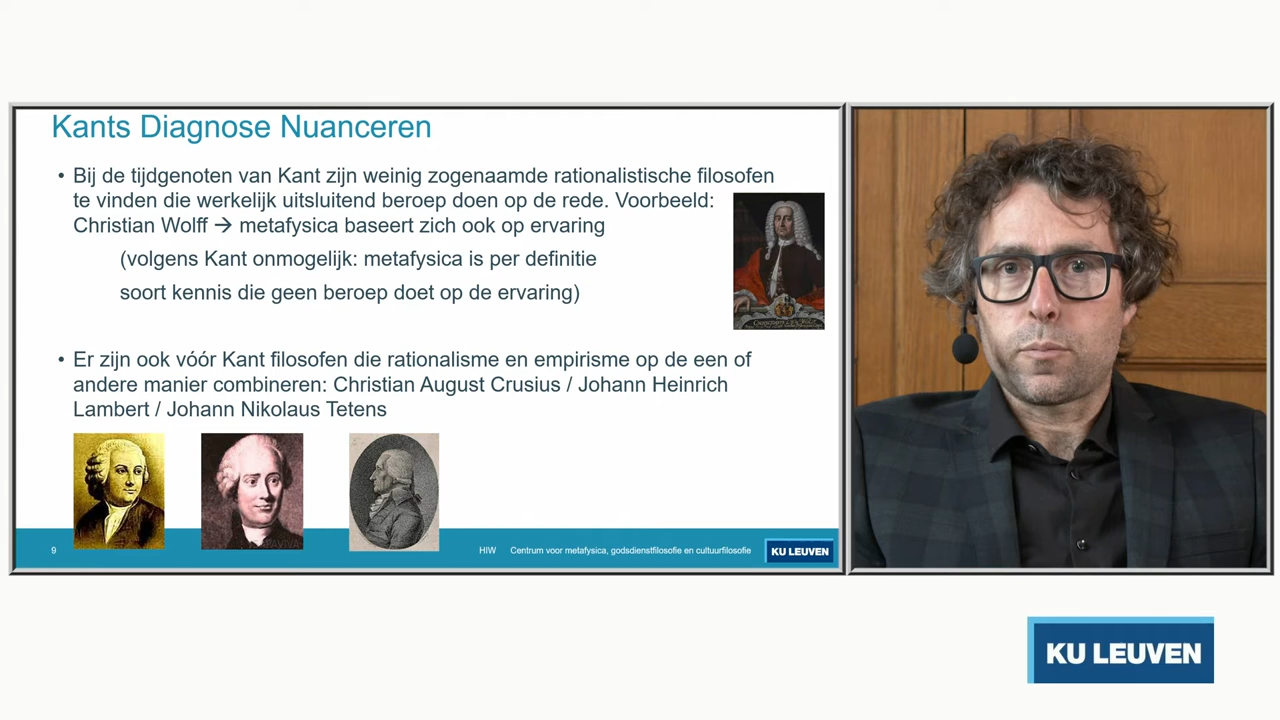 Kants Diagnose Nuanceren
• Bij de tijdgenoten van Kant zijn weinig zogenaamde rationalistische filosofen
te vinden die werkelijk uitsluitend beroep doen op de rede. Voorbeeld:
Christian Wolff → metafysica baseert zich ook op ervaring
(volgens Kant onmogelijk: metafysica is per definitie
soort kennis die geen beroep doet op de ervaring)
• Er zijn ook vóór Kant filosofen die rationalisme en empirisme op de een of
andere manier combineren: Christian August Crusius / Johann Heinrich
Lambert / Johann Nikolaus Tetens
9
HIW Centrum voor metafysica, godsdienstfilosofie en cultuurfilosofie
KU LEUVEN
KU LEUVEN